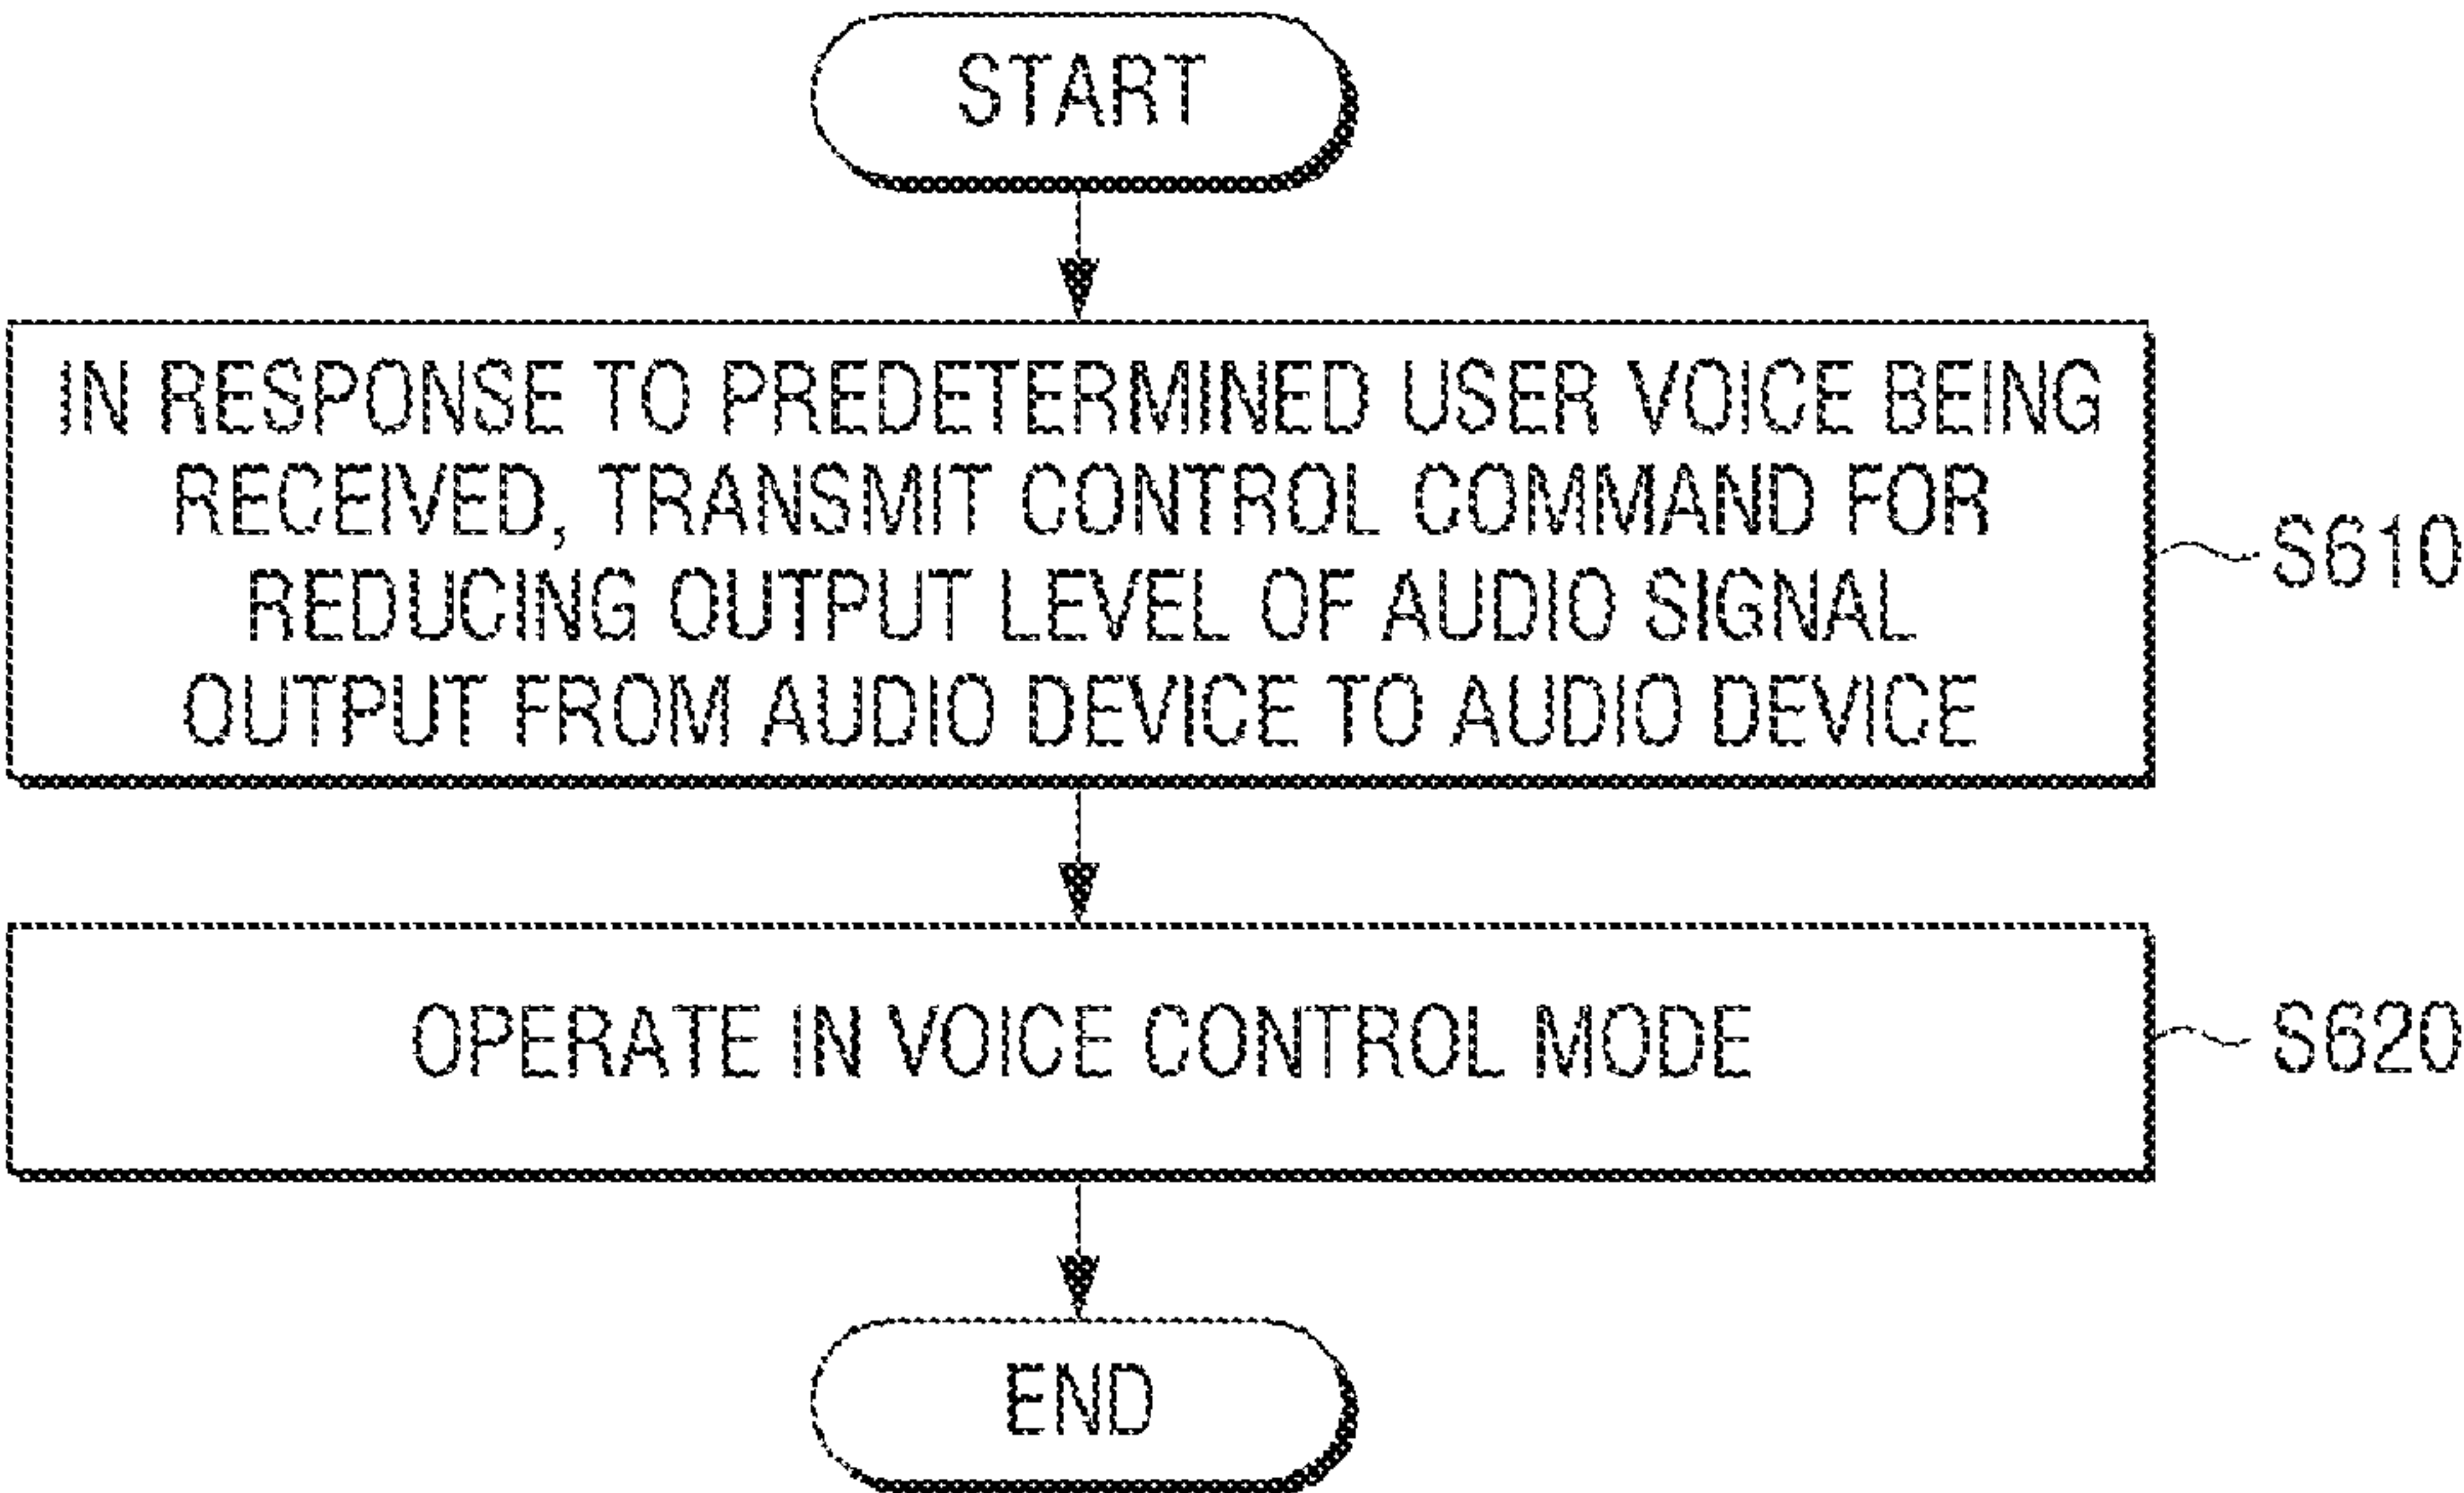 START
IN RESPONSE TO PREDETERMINED USER VOICE BEING
RECEIVED, TRANSMIT CONTROL COMMAND FOR
REDUCING OUTPUT LEVEL OF AUDIO SIGNAL
OUTPUT FROM AUDIO DEVICE TO AUDIO DEVICE
S610
OPERATE IN VOICE CONTROL MODE
S620
END